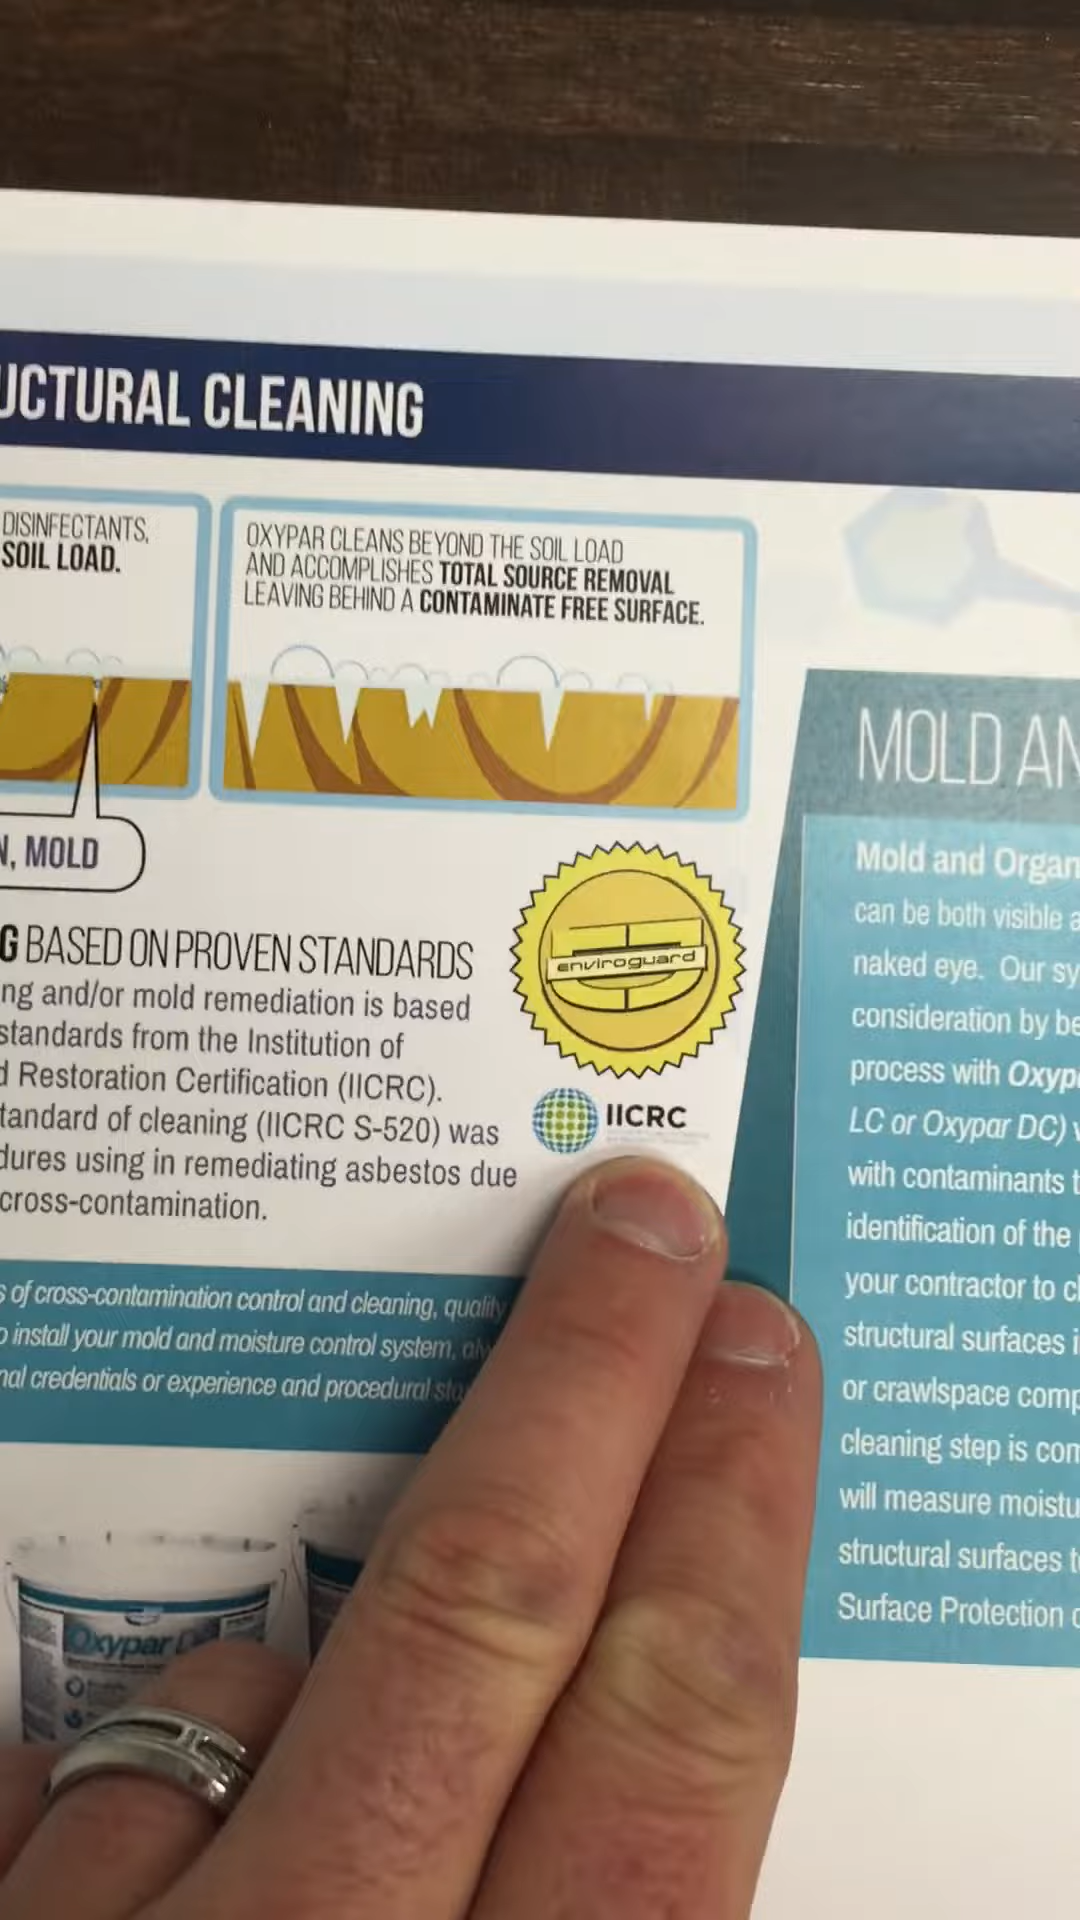 UCTURAL CLEANING
DISINFECTANTS,
SOIL LOAD.
OXYPAR CLEANS BEYOND THE SOIL LOAD
AND ACCOMPLISHES TOTAL SOURCE REMOVAL
LEAVING BEHIND A CONTAMINATE FREE SURFACE.
N, MOLD
G BASED ON PROVEN STANDARDS
ng and/or mold remediation is based
standards from the Institution of
d Restoration Certification (IICRC).
tandard of cleaning (IICRC S-520) was
dures using in remediating asbestos due
cross-contamination.
enviroguard
IICRC
s of cross-contamination control and cleaning, quality
o install your mold and moisture control system,
nal credentials or experience and procedural
Oxypar
MOLD AN
Mold and Organ
can be both visible a
naked eye. Our sy
consideration by be
process with Oxyp
LC or Oxypar DC)
with contaminants t
identification of the
your contractor to cl
structural surfaces i
or crawlspace comp
cleaning step is com
will measure moistu
structural surfaces t
Surface Protection